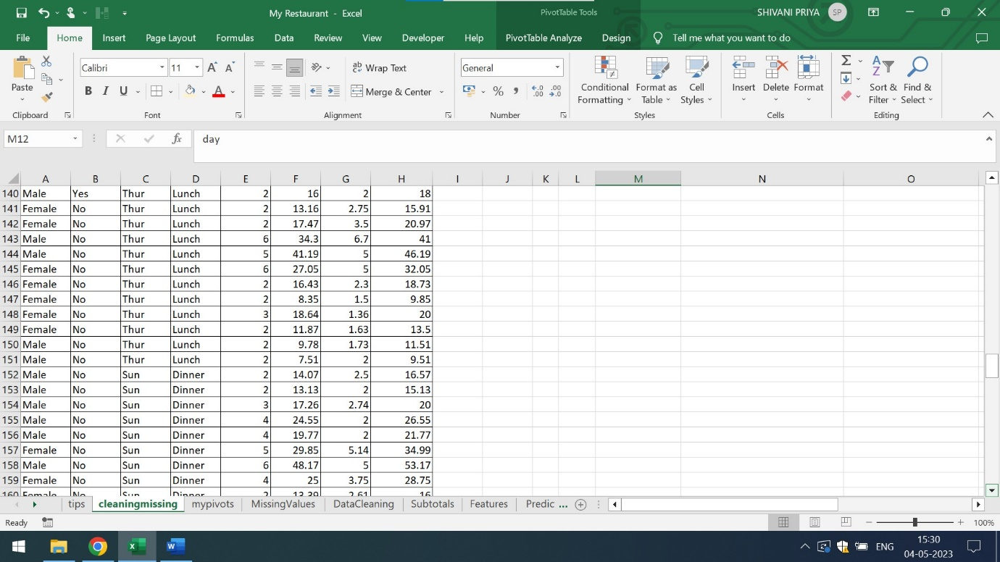 My Restaurant - Excel
PivotTable Tools
SHIVANI PRIYA
SP
File Home Insert Page Layout Formulas Data Review View Developer Help PivotTable Analyze Design Tell me what you want to do
Paste
Calibri 11
B I U
Wrap Text
Merge & Center
General
Conditional Formatting
Format as Table
Cell Styles
Insert Delete Format
Sort & Filter
Find & Select
Clipboard Font Alignment Number Styles Cells Editing
M12 fx day
A B C D E F G H I J K L M N O
140 Male Yes Thur Lunch 2 16 2 18
141 Female No Thur Lunch 2 13.16 2.75 15.91
142 Female No Thur Lunch 2 17.47 3.5 20.97
143 Male No Thur Lunch 6 34.3 6.7 41
144 Male No Thur Lunch 5 41.19 5 46.19
145 Female No Thur Lunch 6 27.05 5 32.05
146 Female No Thur Lunch 2 16.43 2.3 18.73
147 Female No Thur Lunch 2 8.35 1.5 9.85
148 Female No Thur Lunch 3 18.64 1.36 20
149 Female No Thur Lunch 2 11.87 1.63 13.5
150 Male No Thur Lunch 2 9.78 1.73 11.51
151 Male No Thur Lunch 2 7.51 2 9.51
152 Male No Sun Dinner 2 14.07 2.5 16.57
153 Male No Sun Dinner 2 13.13 2 15.13
154 Male No Sun Dinner 3 17.26 2.74 20
155 Male No Sun Dinner 4 24.55 2 26.55
156 Male No Sun Dinner 4 19.77 2 21.77
157 Female No Sun Dinner 5 29.85 5.14 34.99
158 Male No Sun Dinner 6 48.17 5 53.17
159 Female No Sun Dinner 4 25 3.75 28.75
160 Female No Sun Dinner 2 13.39 2.61 16
tips cleaningmissing mypivots MissingValues DataCleaning Subtotals Features Predic ...
Ready
100%
ENG
15:30
04-05-2023